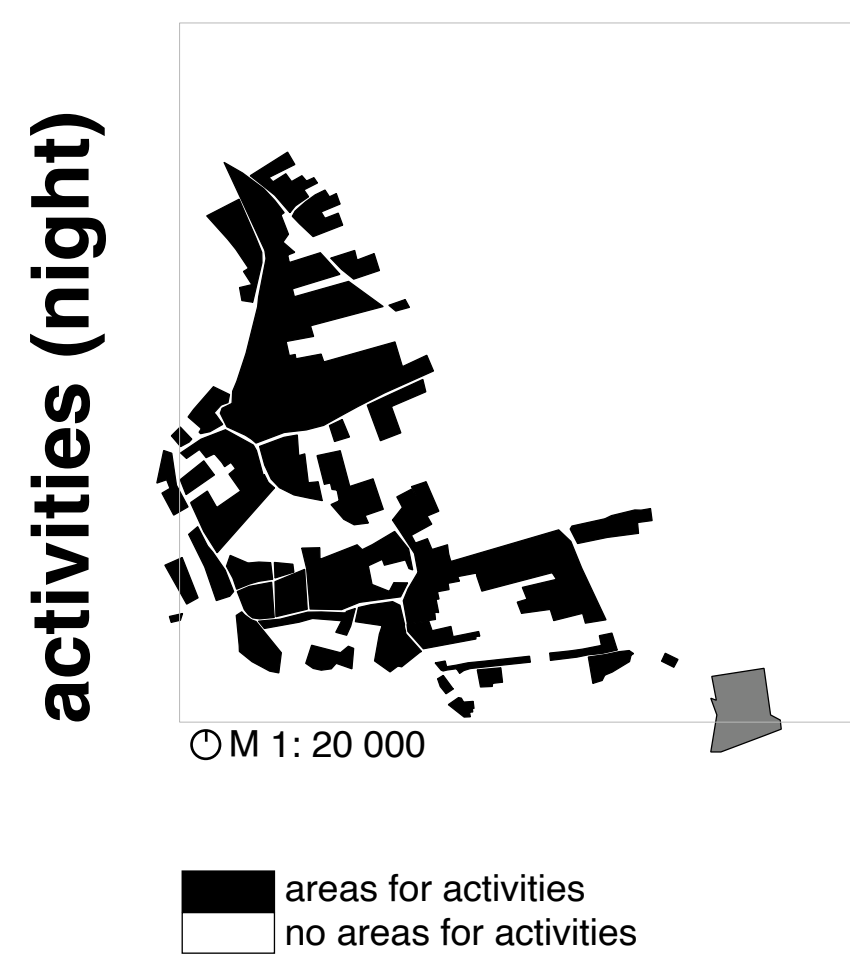 activities (night)
M 1: 20 000
areas for activities
no areas for activities